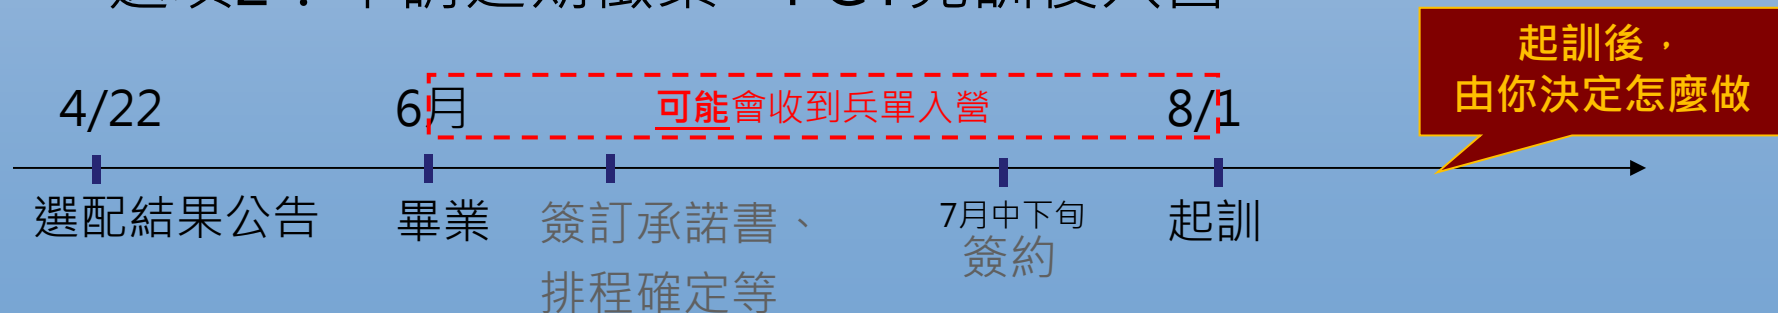 起訓後，
由你決定怎麼做
4/22
6月
可能會收到兵單入營
8/1
選配結果公告
畢業
簽訂承諾書、
排程確定等
7月中下旬
簽約
起訓